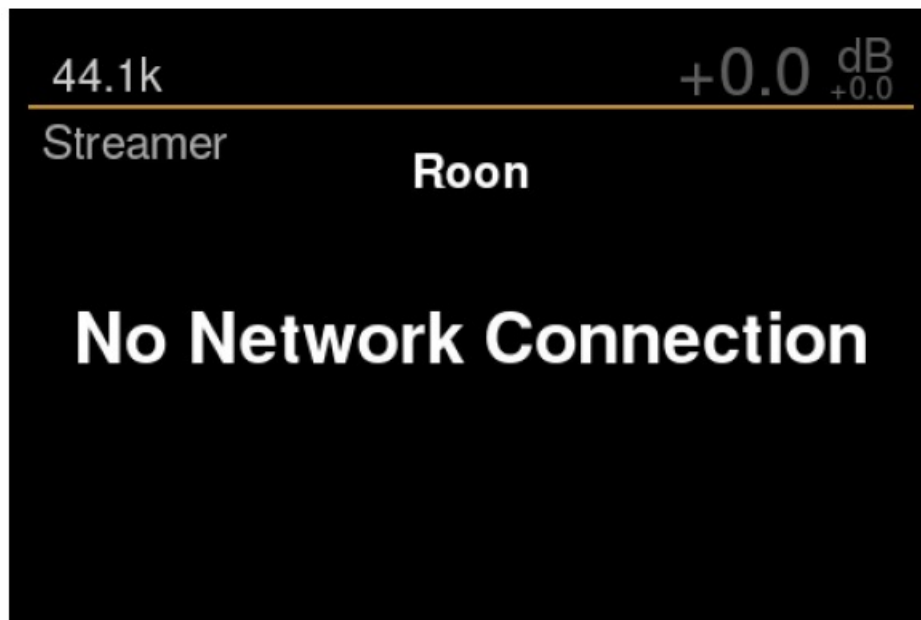 44.1k
+0.0 dB
+0.0
Streamer
Roon
No Network Connection